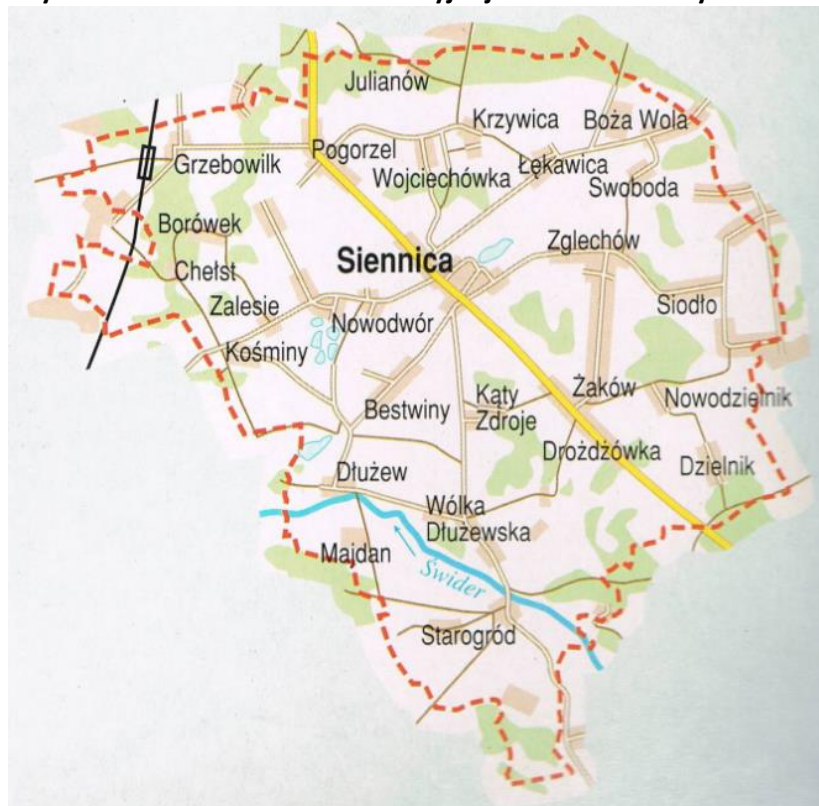 Julianów
Krzywica
Boża Wola
Pogorzel
Grzebowilk
Wojciechówka
Łękawica
Swoboda
Borówek
Siennica
Zglechów
Chełst
Zalesie
Nowodwór
Siodło
Kośminy
Bestwiny
Kąty
Zdroje
Żaków
Nowodzielnik
Drożdżówka
Dzielnik
Dłużew
Wólka
Dłużewska
Majdan
Świder
Starogród